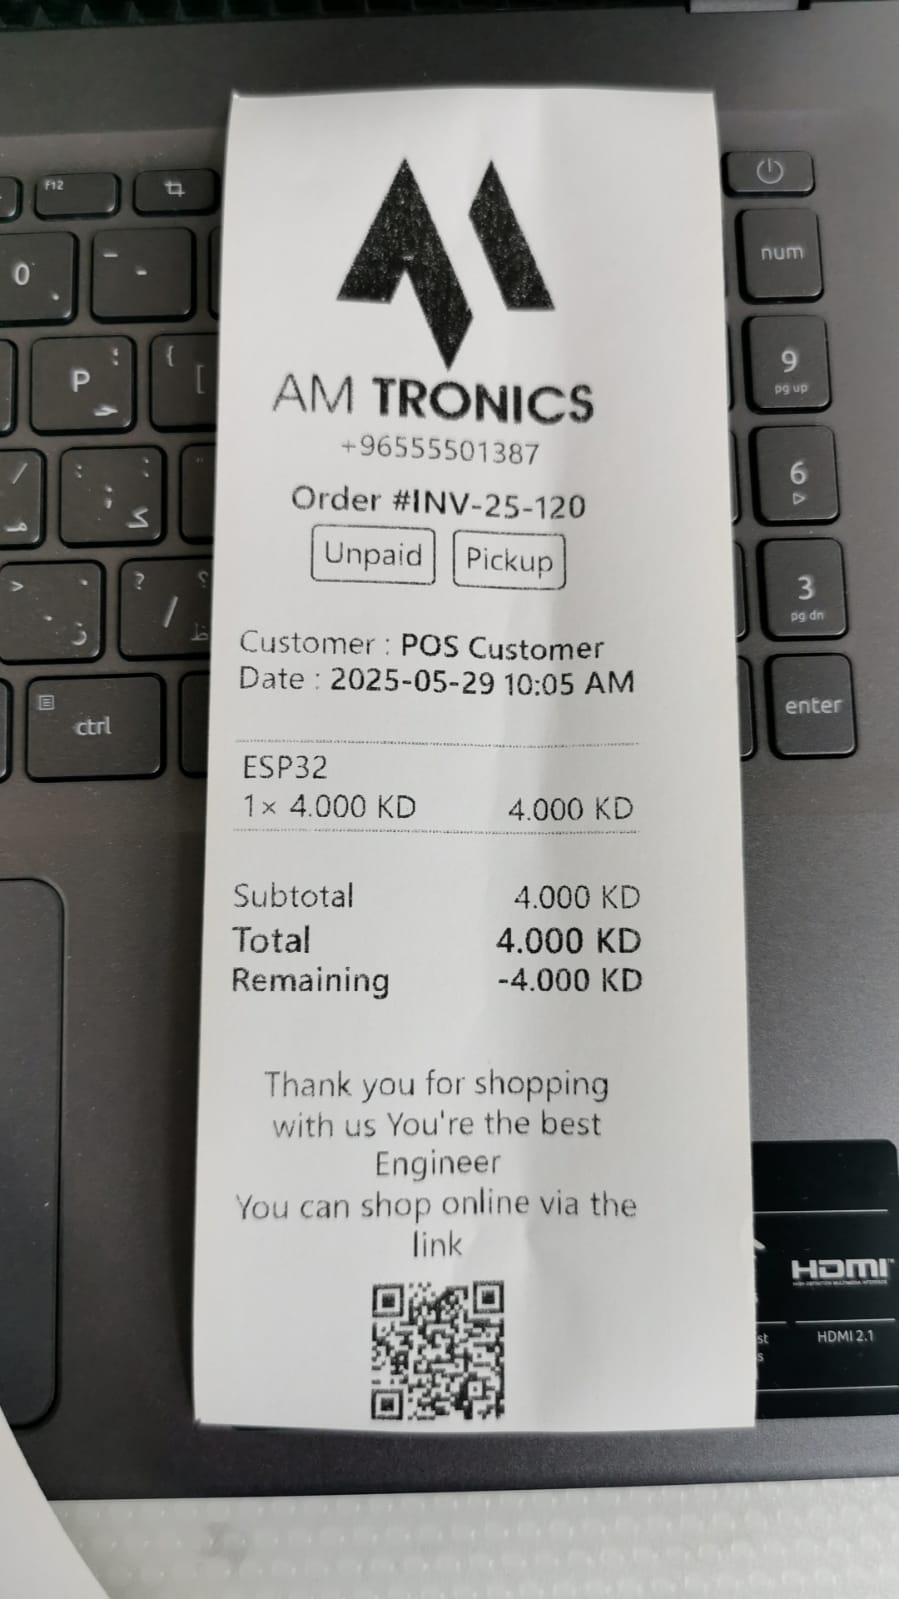 AM TRONICS
+96555501387
Order #INV-25-120
Unpaid Pickup
Customer : POS Customer
Date : 2025-05-29 10:05 AM
ESP32
1× 4.000 KD 4.000 KD
Subtotal 4.000 KD
Total 4.000 KD
Remaining -4.000 KD
Thank you for shopping
with us You're the best
Engineer
You can shop online via the
link
F12
0 .
- -
P ؛ ح
{ [
/
: ; ك
> . ز
? / ؟ ظ
ctrl
num
9
pg up
6
3
pg dn
enter
HDMI
HDMI 2.1